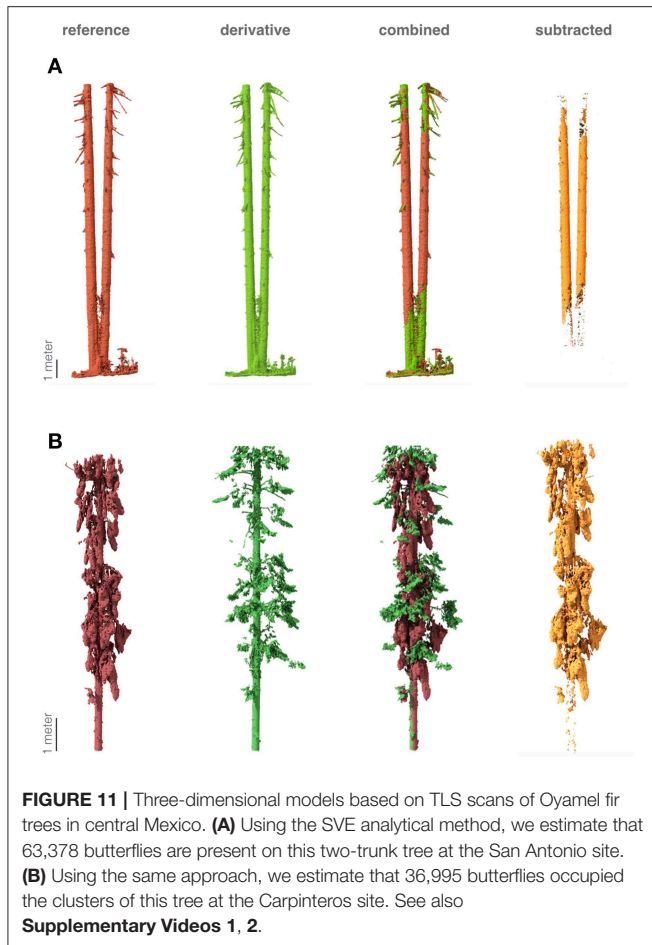 reference derivative combined subtracted
A
1 meter
B
1 meter
FIGURE 11 | Three-dimensional models based on TLS scans of Oyamel fir
trees in central Mexico. (A) Using the SVE analytical method, we estimate that
63,378 butterflies are present on this two-trunk tree at the San Antonio site.
(B) Using the same approach, we estimate that 36,995 butterflies occupied
the clusters of this tree at the Carpinteros site. See also
Supplementary Videos 1, 2.